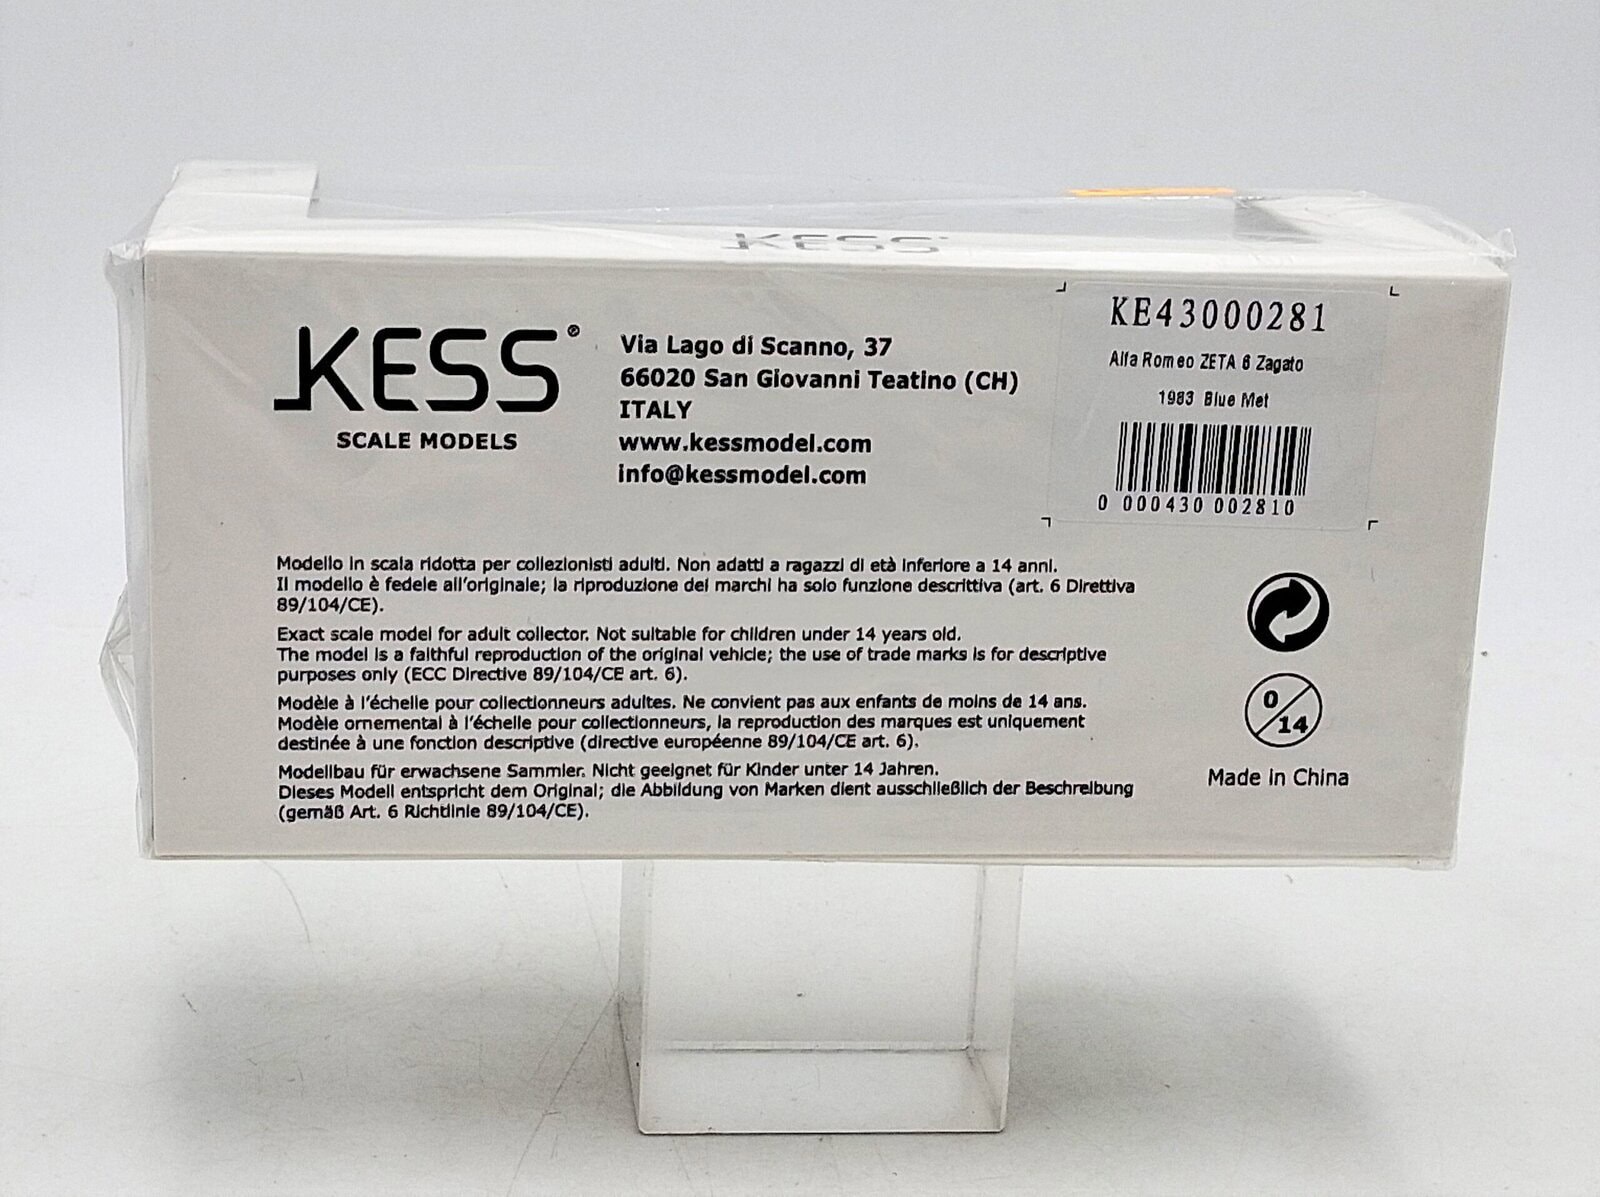 KESS
KESS®
SCALE MODELS
Via Lago di Scanno, 37
66020 San Giovanni Teatino (CH)
ITALY
www.kessmodel.com
info@kessmodel.com
KE43000281
Alfa Romeo ZETA 6 Zagato
1983 Blue Met
0 000430 002810
Modello in scala ridotta per collezionisti adulti. Non adatti a ragazzi di età inferiore a 14 anni.
Il modello è fedele all'originale; la riproduzione dei marchi ha solo funzione descrittiva (art. 6 Direttiva
89/104/CE).
Exact scale model for adult collector. Not suitable for children under 14 years old.
The model is a faithful reproduction of the original vehicle; the use of trade marks is for descriptive
purposes only (ECC Directive 89/104/CE art. 6).
Modèle à l'échelle pour collectionneurs adultes. Ne convient pas aux enfants de moins de 14 ans.
Modèle ornemental à l'échelle pour collectionneurs, la reproduction des marques est uniquement
destinée à une fonction descriptive (directive européenne 89/104/CE art. 6).
Modellbau für erwachsene Sammler. Nicht geeignet für Kinder unter 14 Jahren.
Dieses Modell entspricht dem Original; die Abbildung von Marken dient ausschließlich der Beschreibung
(gemäß Art. 6 Richtlinie 89/104/CE).
0/14
Made in China